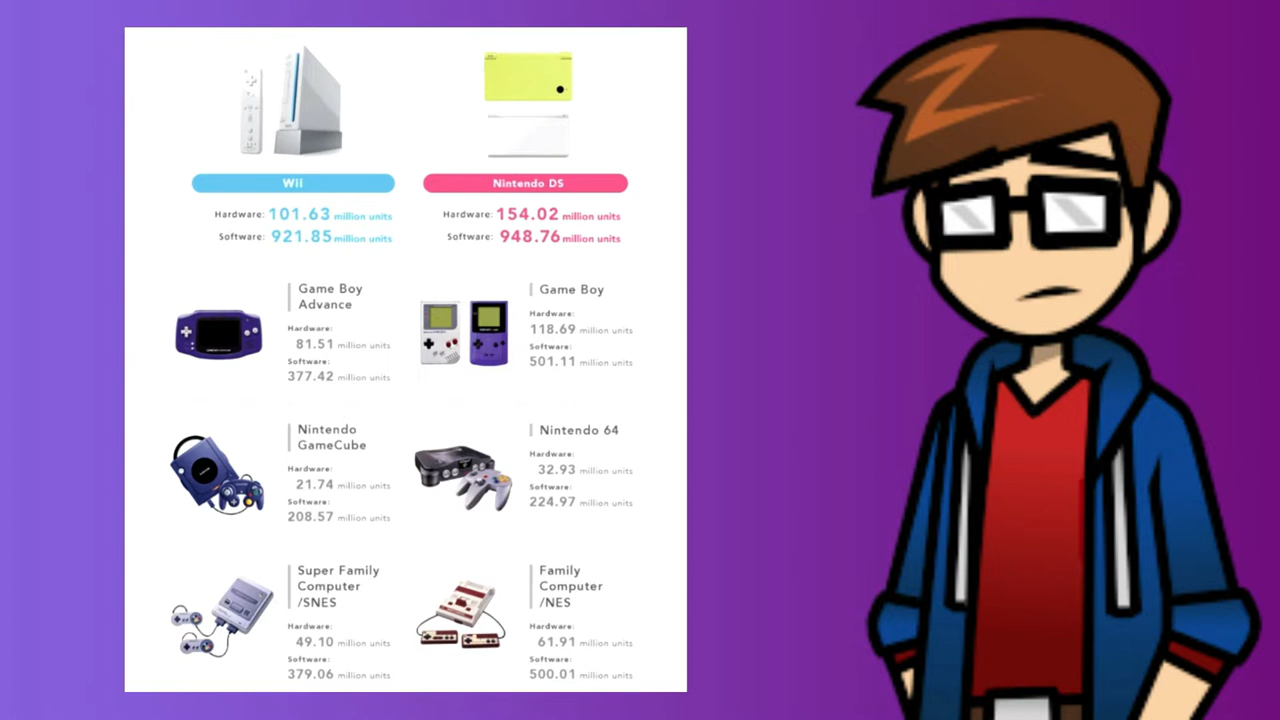 Wii
Hardware: 101.63 million units
Software: 921.85 million units
Nintendo DS
Hardware: 154.02 million units
Software: 948.76 million units
Game Boy
Advance
Hardware:
81.51 million units
Software:
377.42 million units
Game Boy
Hardware:
118.69 million units
Software:
501.11 million units
Nintendo
GameCube
Hardware:
21.74 million units
Software:
208.57 million units
Nintendo 64
Hardware:
32.93 million units
Software:
224.97 million units
Super Family
Computer
/SNES
Hardware:
49.10 million units
Software:
379.06 million units
Family
Computer
/NES
Hardware:
61.91 million units
Software:
500.01 million units